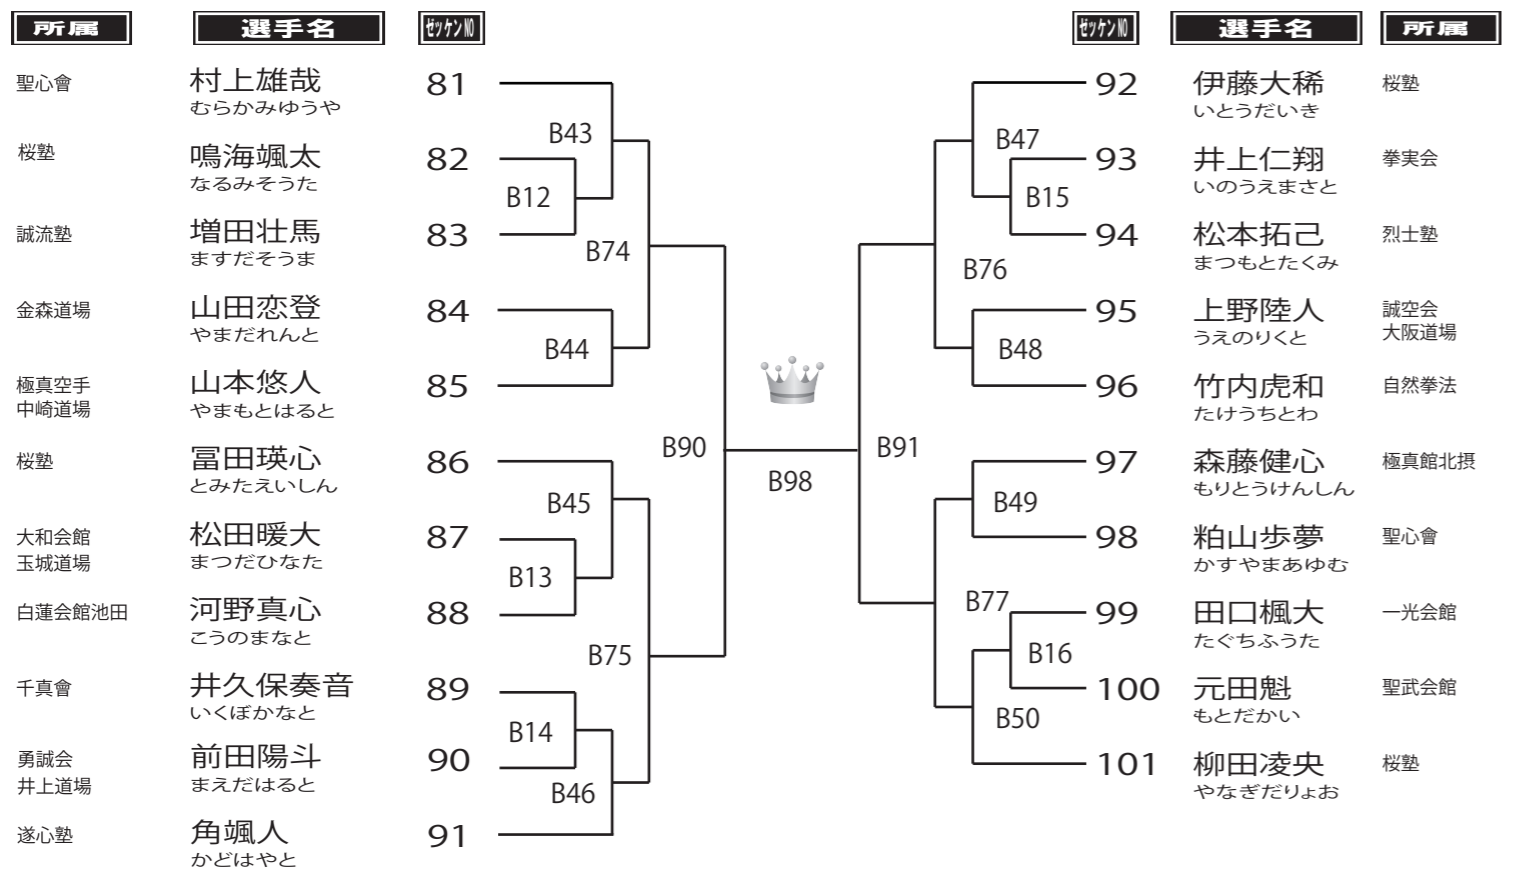 所属 選手名 ゼッケンNO
聖心會 村上雄哉 81
むらかみゆうや
桜塾 鳴海颯太 82
なるみそうた
誠流塾 増田壮馬 83
ますだそうま
金森道場 山田恋登 84
やまだれんと
極真空手 山本悠人 85
中崎道場 やまもとはると
桜塾 冨田瑛心 86
とみたえいしん
大和会館 松田暖大 87
玉城道場 まつだひなた
白蓮会館池田 河野真心 88
こうのまなと
千真會 井久保奏音 89
いくぼかなと
勇誠会 前田陽斗 90
井上道場 まえだはると
遂心塾 角颯人 91
かどはやと
B43
B12
B74
B44
B90
B45
B13
B75
B14
B46
B98
ゼッケンNO 選手名 所属
92 伊藤大稀 桜塾
いとうだいき
93 井上仁翔 拳実会
いのうえまさと
94 松本拓己 烈士塾
まつもとたくみ
95 上野陸人 誠空会
うえのりくと 大阪道場
96 竹内虎和 自然拳法
たけうちとわ
97 森藤健心 極真館北摂
もりとうけんしん
98 粕山歩夢 聖心會
かすやまあゆむ
99 田口楓大 一光会館
たぐちふうた
100 元田魁 聖武会館
もとだかい
101 柳田凌央 桜塾
やなぎだりょお
B47
B15
B76
B48
B91
B49
B77
B16
B50